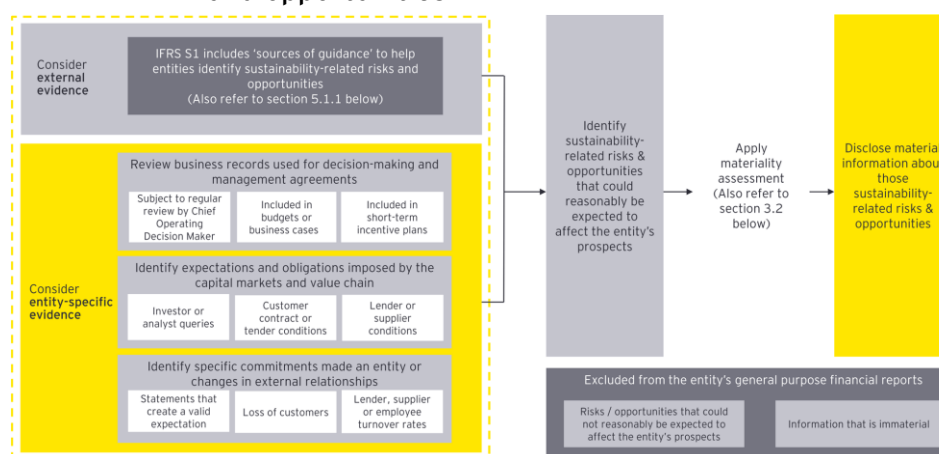 Consider
external
evidence
IFRS S1 includes ‘sources of guidance’ to help
entities identify sustainability-related risks and
opportunities
(Also refer to section 5.1.1 below)
Consider
entity-specific
evidence
Review business records used for decision-making and
management agreements
Subject to regular
review by Chief
Operating
Decision Maker
Included in
budgets or
business cases
Included in
short-term
incentive plans
Identify expectations and obligations imposed by the
capital markets and value chain
Investor or
analyst queries
Customer
contract or
tender conditions
Lender or
supplier
conditions
Identify specific commitments made an entity or
changes in external relationships
Statements that
create a valid
expectation
Loss of customers
Lender, supplier
or employee
turnover rates
Identify
sustainability-
related risks &
opportunities
that could
reasonably be
expected to
affect the entity’s
prospects
Apply
materiality
assessment
(Also refer to
section 3.2
below)
Disclose material
information about
those
sustainability-
related risks &
opportunities
Excluded from the entity’s general purpose financial reports
Risks / opportunities that could
not reasonably be expected to
affect the entity’s prospects
Information that is immaterial